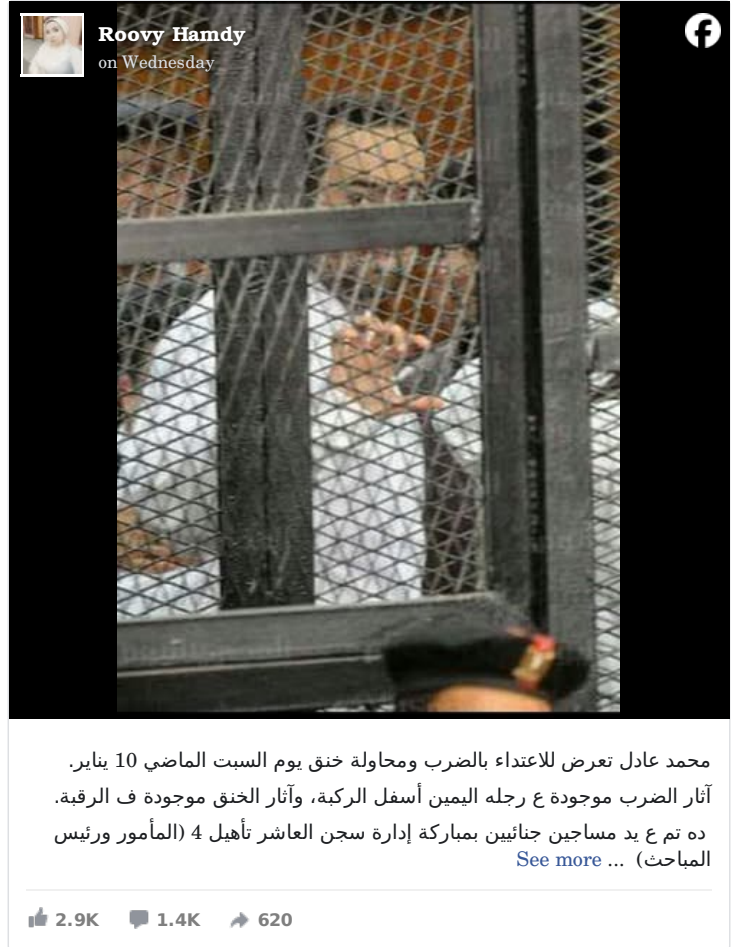 Roovy Hamdy
on Wednesday
محمد عادل تعرض للاعتداء بالضرب ومحاولة خنق يوم السبت الماضي 10 يناير.
آثار الضرب موجودة ع رجله اليمين أسفل الركبة، وآثار الخنق موجودة ف الرقبة.
ده تم ع يد مساجين جنائيين بمباركة إدارة سجن العاشر تأهيل 4 (المأمور ورئيس
المباحث) ... See more
2.9K 1.4K 620